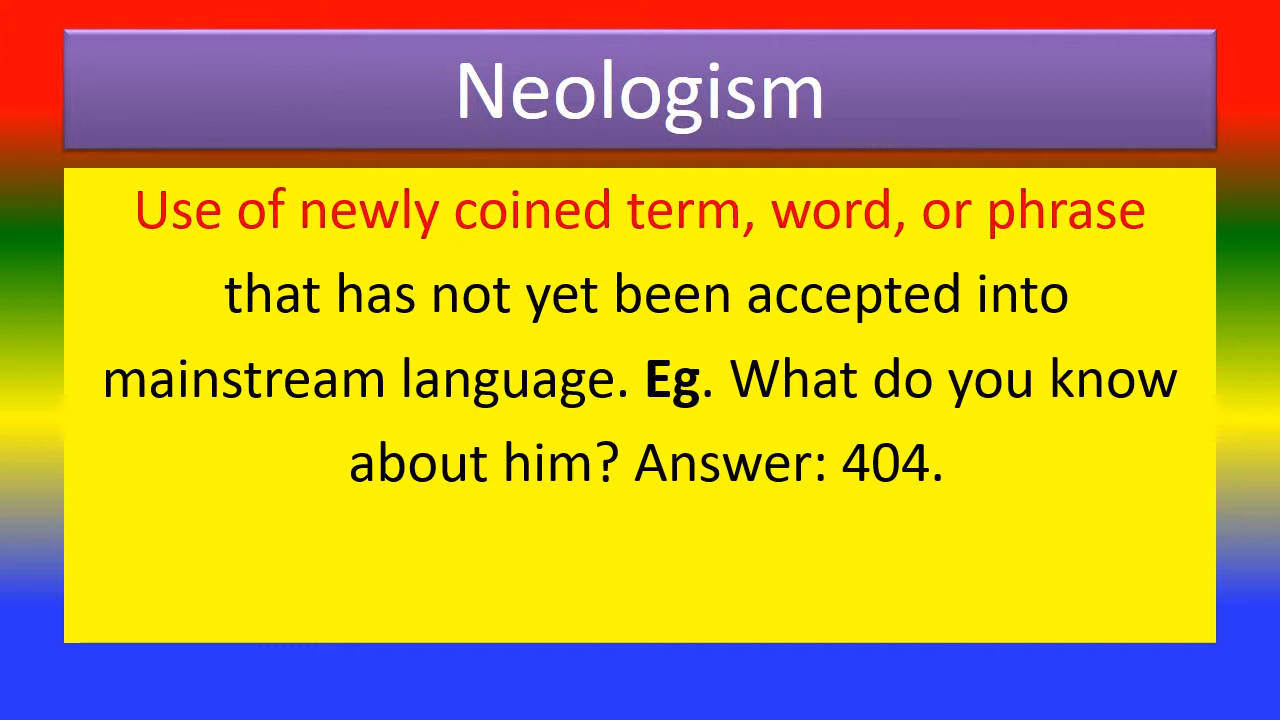 Neologism
Use of newly coined term, word, or phrase
that has not yet been accepted into
mainstream language. Eg. What do you know
about him? Answer: 404.